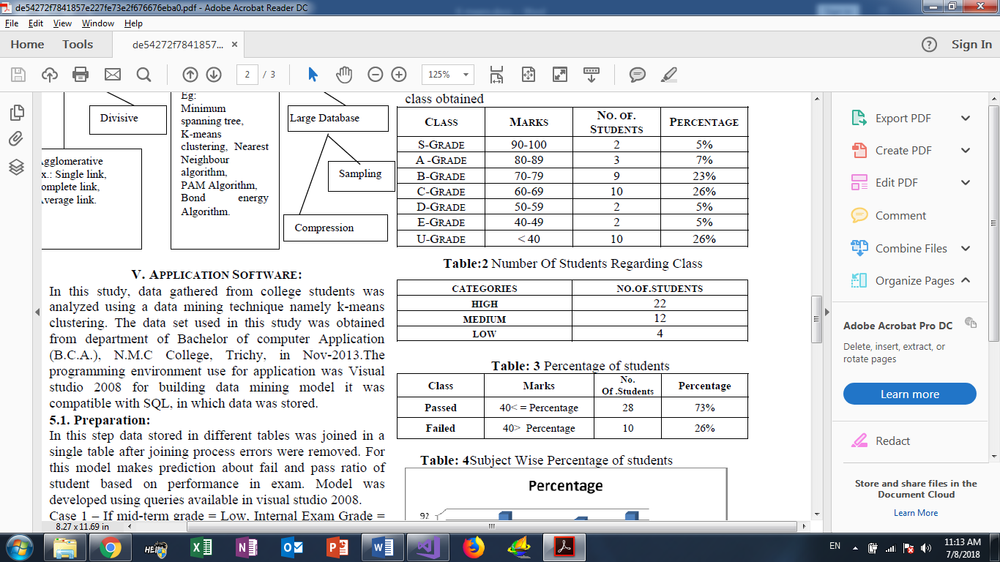 de54272f7841857e227fe73e2f676676eba0.pdf - Adobe Acrobat Reader DC
File Edit View Window Help
Home Tools de54272f7841857... × Sign In
2 / 3 125%
Divisive
Agglomerative
x.: Single link,
omplete link,
Average link.
Eg:
Minimum
spanning tree,
K-means
clustering, Nearest
Neighbour
algorithm,
PAM Algorithm,
Bond energy
Algorithm.
Large Database
Sampling
Compression
V. APPLICATION SOFTWARE:
In this study, data gathered from college students was
analyzed using a data mining technique namely k-means
clustering. The data set used in this study was obtained
from department of Bachelor of computer Application
(B.C.A.), N.M.C College, Trichy, in Nov-2013.The
programming environment use for application was Visual
studio 2008 for building data mining model it was
compatible with SQL, in which data was stored.
5.1. Preparation:
In this step data stored in different tables was joined in a
single table after joining process errors were removed. For
this model makes prediction about fail and pass ratio of
student based on performance in exam. Model was
developed using queries available in visual studio 2008.
Case 1 – If mid-term grade = Low, Internal Exam Grade =
class obtained
CLASS MARKS NO. OF. STUDENTS PERCENTAGE
S-GRADE 90-100 2 5%
A -GRADE 80-89 3 7%
B-GRADE 70-79 9 23%
C-GRADE 60-69 10 26%
D-GRADE 50-59 2 5%
E-GRADE 40-49 2 5%
U-GRADE < 40 10 26%
Table:2 Number Of Students Regarding Class
CATEGORIES NO.OF.STUDENTS
HIGH 22
MEDIUM 12
LOW 4
Table: 3 Percentage of students
Class Marks No. Of .Students Percentage
Passed 40< = Percentage 28 73%
Failed 40> Percentage 10 26%
Table: 4Subject Wise Percentage of students
Percentage
92
Export PDF
Create PDF
Edit PDF
Comment
Combine Files
Organize Pages
Adobe Acrobat Pro DC
Delete, insert, extract, or
rotate pages
Learn more
Redact
Store and share files in the
Document Cloud
Learn More
8.27 x 11.69 in
EN
11:13 AM
7/8/2018